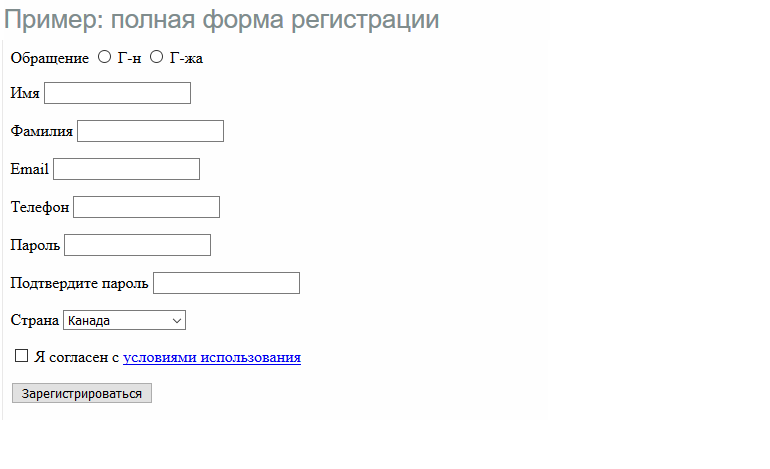 Пример: полная форма регистрации
Обращение Г-н Г-жа
Имя
Фамилия
Email
Телефон
Пароль
Подтвердите пароль
Страна Канада
Я согласен с условиями использования
Зарегистрироваться